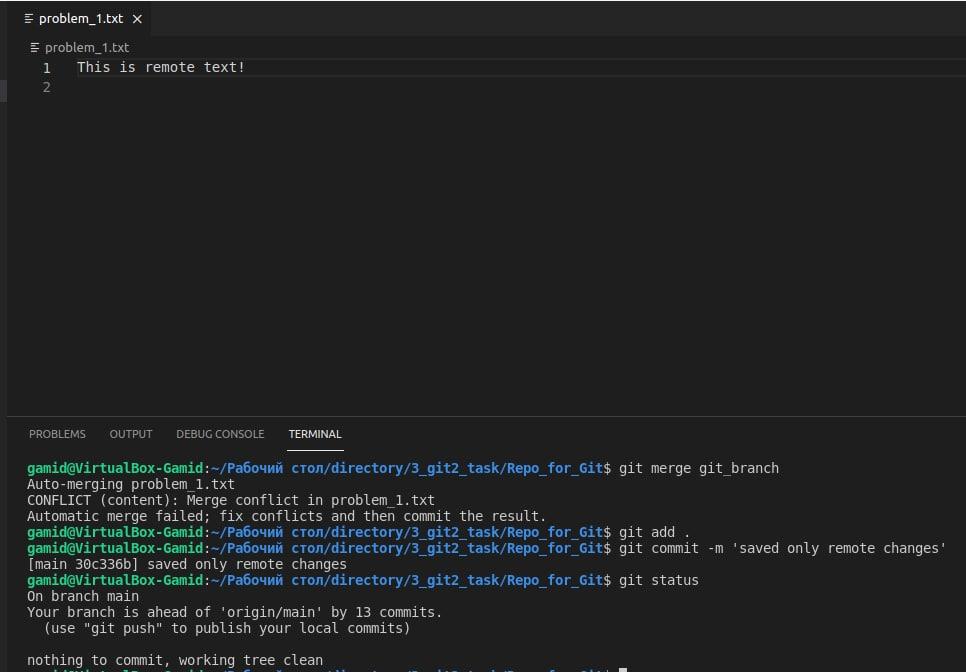 problem_1.txt
problem_1.txt
1 This is remote text!
2
PROBLEMS OUTPUT DEBUG CONSOLE TERMINAL
gamid@VirtualBox-Gamid:~/Рабочий стол/directory/3_git2_task/Repo_for_Git$ git merge git_branch
Auto-merging problem_1.txt
CONFLICT (content): Merge conflict in problem_1.txt
Automatic merge failed; fix conflicts and then commit the result.
gamid@VirtualBox-Gamid:~/Рабочий стол/directory/3_git2_task/Repo_for_Git$ git add .
gamid@VirtualBox-Gamid:~/Рабочий стол/directory/3_git2_task/Repo_for_Git$ git commit -m 'saved only remote changes'
[main 30c336b] saved only remote changes
gamid@VirtualBox-Gamid:~/Рабочий стол/directory/3_git2_task/Repo_for_Git$ git status
On branch main
Your branch is ahead of 'origin/main' by 13 commits.
(use "git push" to publish your local commits)
nothing to commit, working tree clean